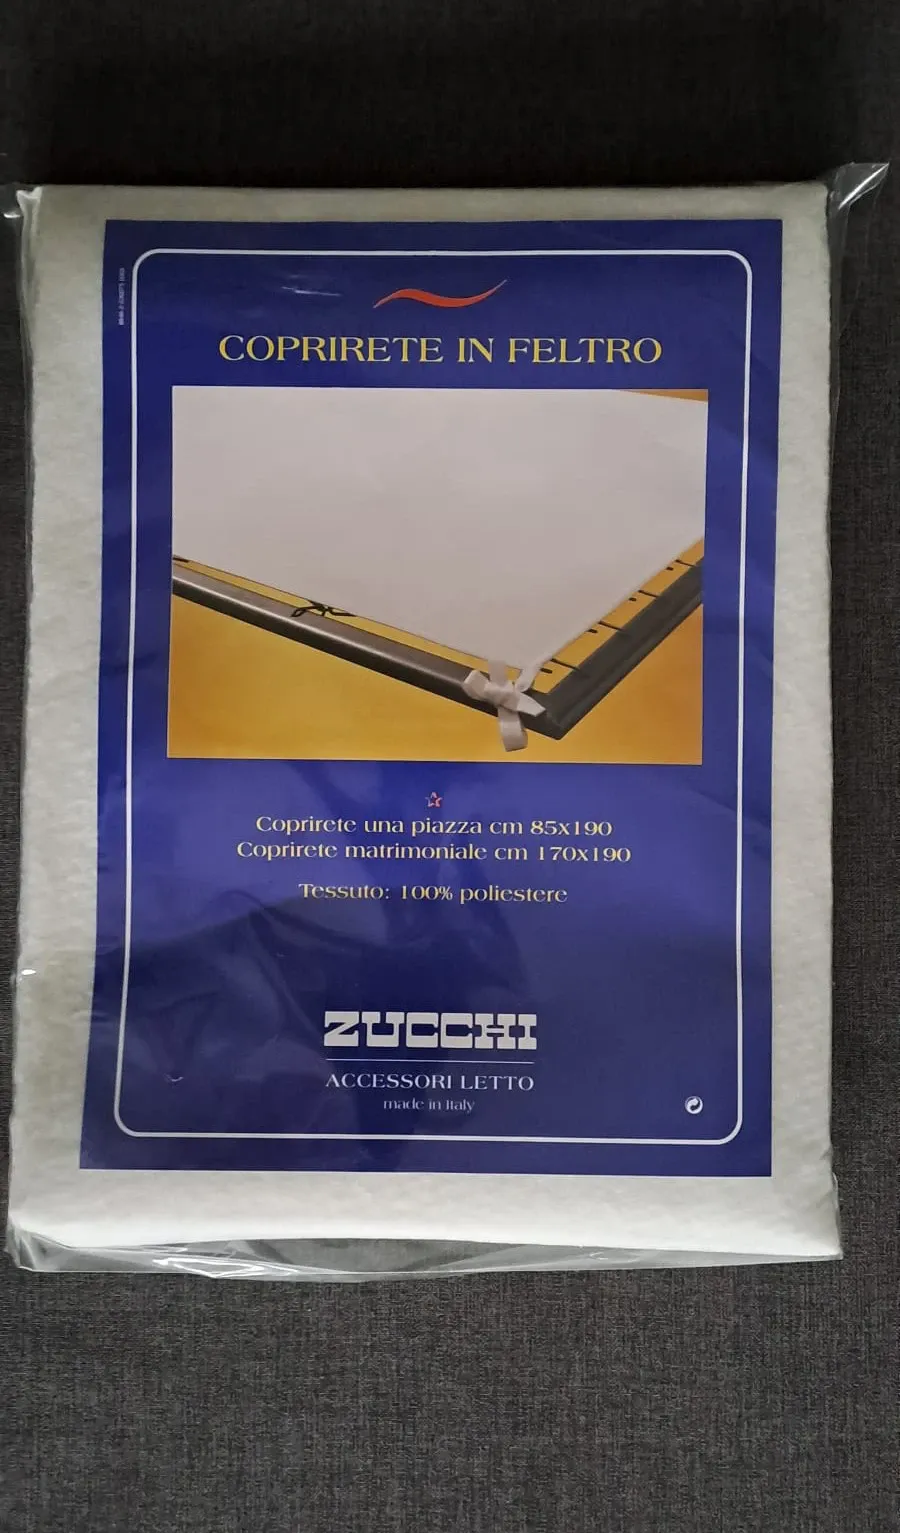 COPRIRETE IN FELTRO
Coprirete una piazza cm 85x190
Coprirete matrimoniale cm 170x190
Tessuto: 100% poliestere
ZUCCHI
ACCESSORI LETTO
made in Italy